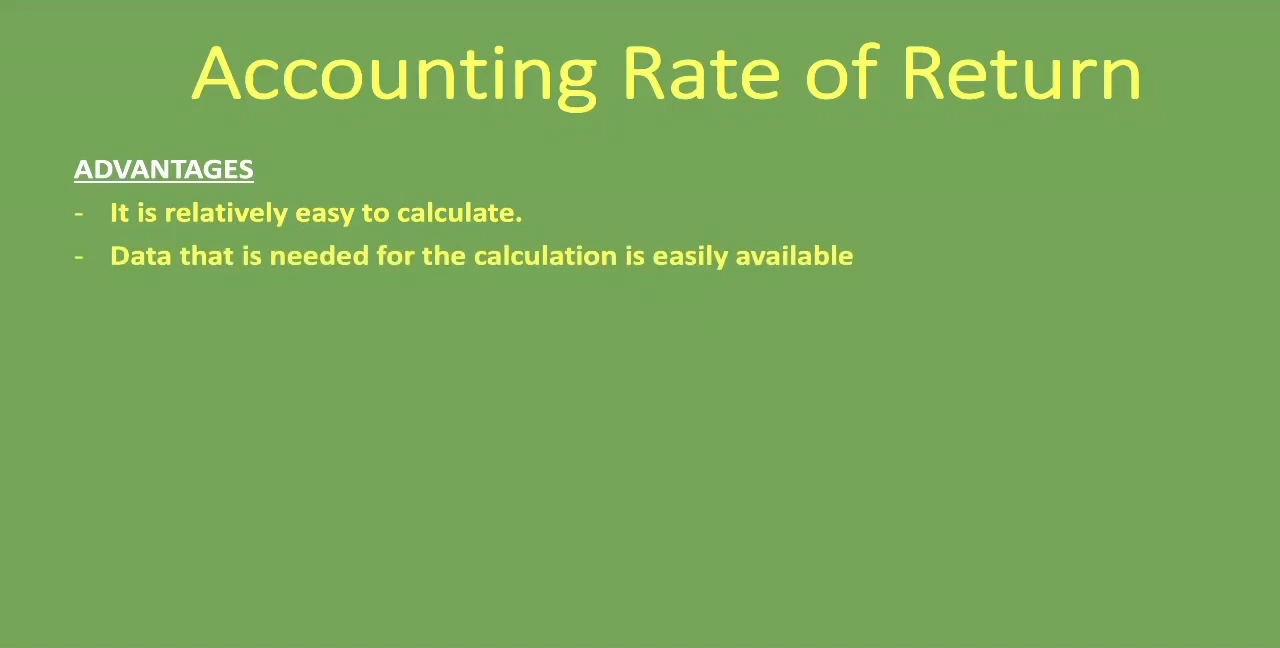 Accounting Rate of Return
ADVANTAGES
- It is relatively easy to calculate.
- Data that is needed for the calculation is easily available